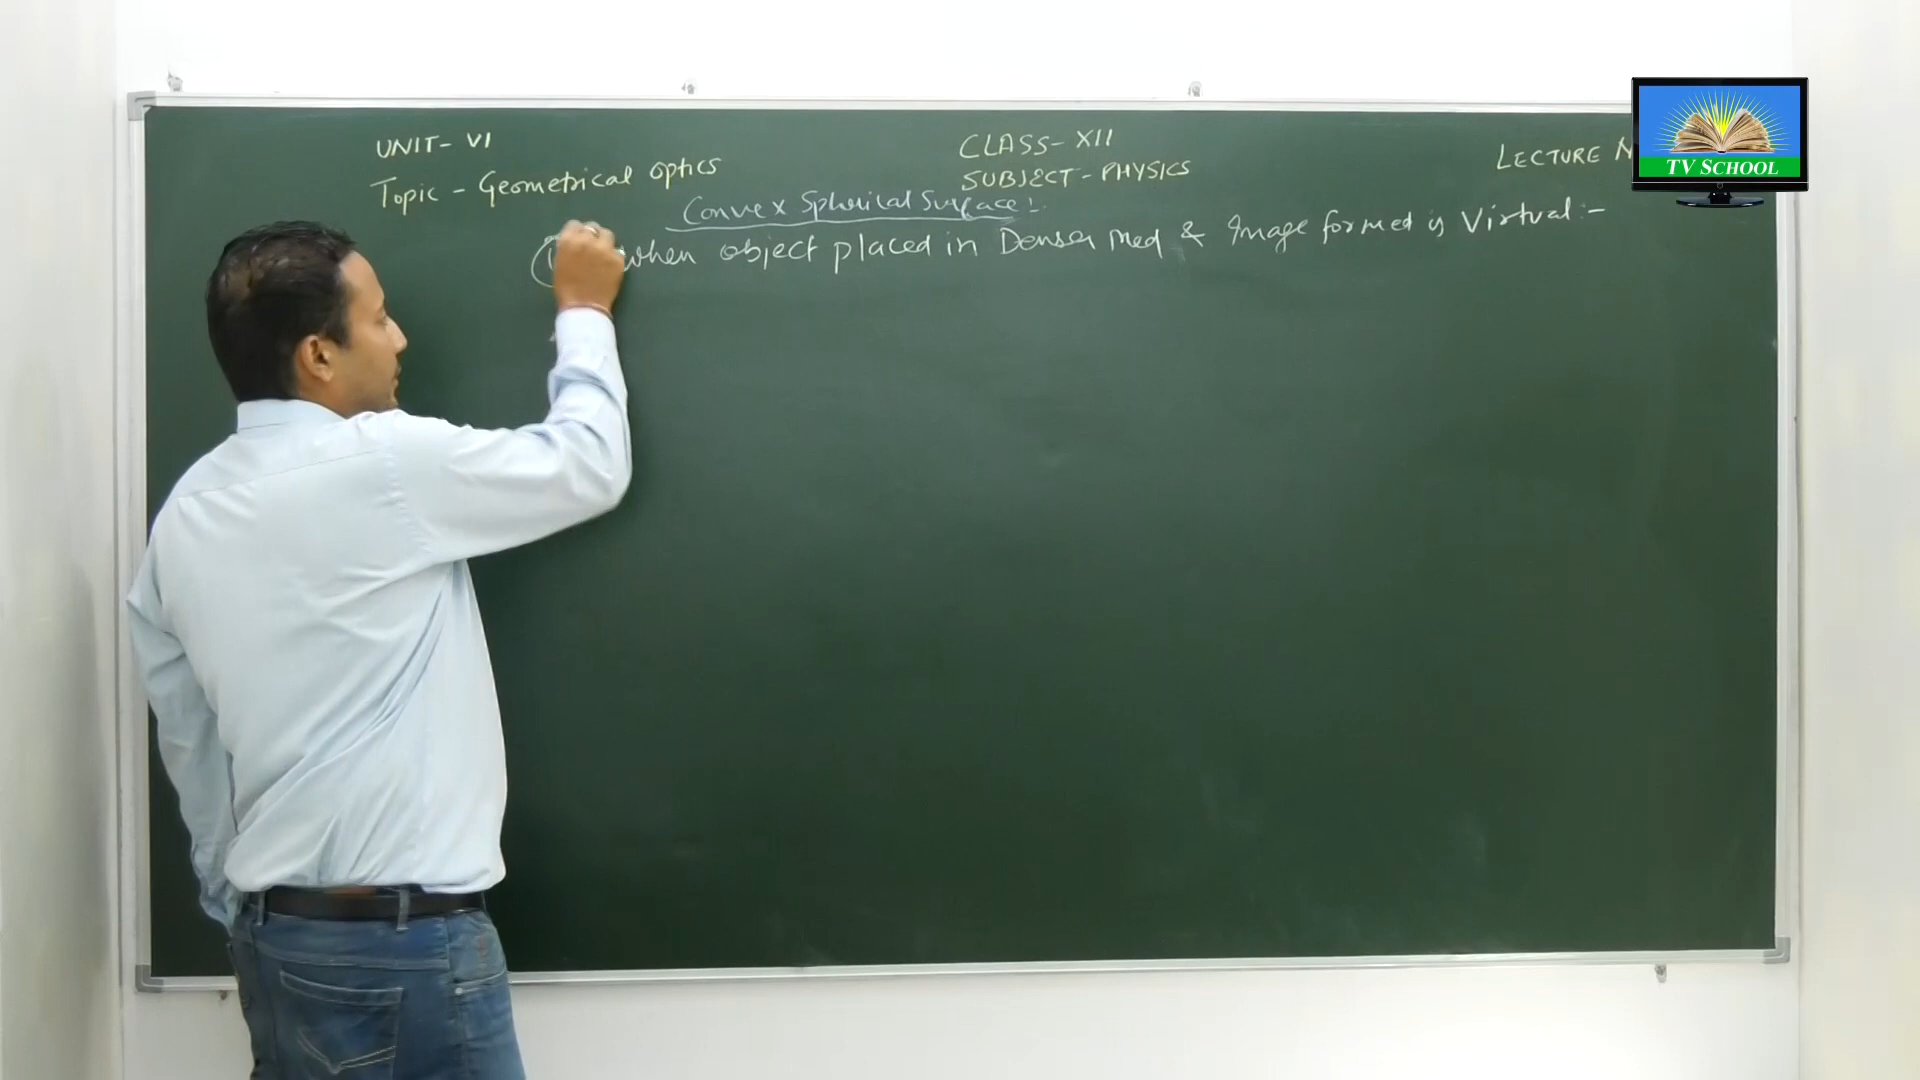 UNIT- VI
Topic - Geometrical optics
CLASS- XII
SUBJECT - PHYSICS
LECTURE
TV SCHOOL
Convex Spherical Surface:-
when object placed in Denser Med & Image formed is Virtual :-